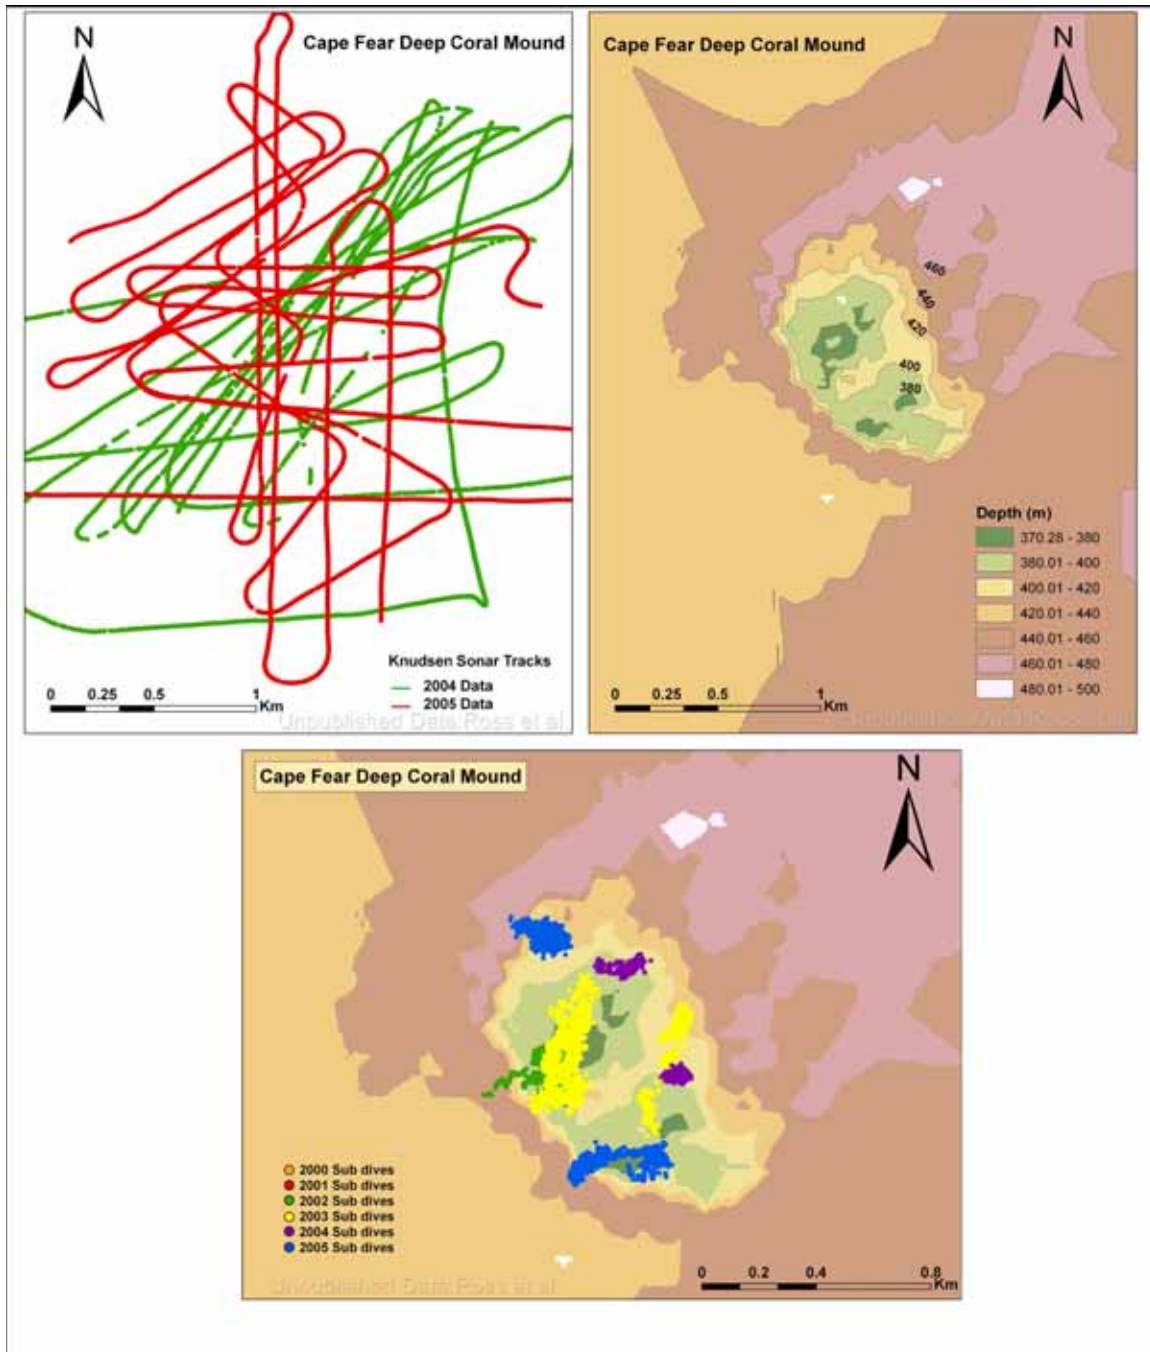 N
Cape Fear Deep Coral Mound
Knudsen Sonar Tracks
2004 Data
2005 Data
0 0.25 0.5 1
Km
Unpublished Data:Ross et al
Cape Fear Deep Coral Mound
N
460
440
420
400
380
Depth (m)
370.28 - 380
380.01 - 400
400.01 - 420
420.01 - 440
440.01 - 460
460.01 - 480
480.01 - 500
0 0.25 0.5 1
Km
Unpublished Data:Ross et al
Cape Fear Deep Coral Mound
N
2000 Sub dives
2001 Sub dives
2002 Sub dives
2003 Sub dives
2004 Sub dives
2005 Sub dives
0 0.2 0.4 0.8
Km
Unpublished Data:Ross et al